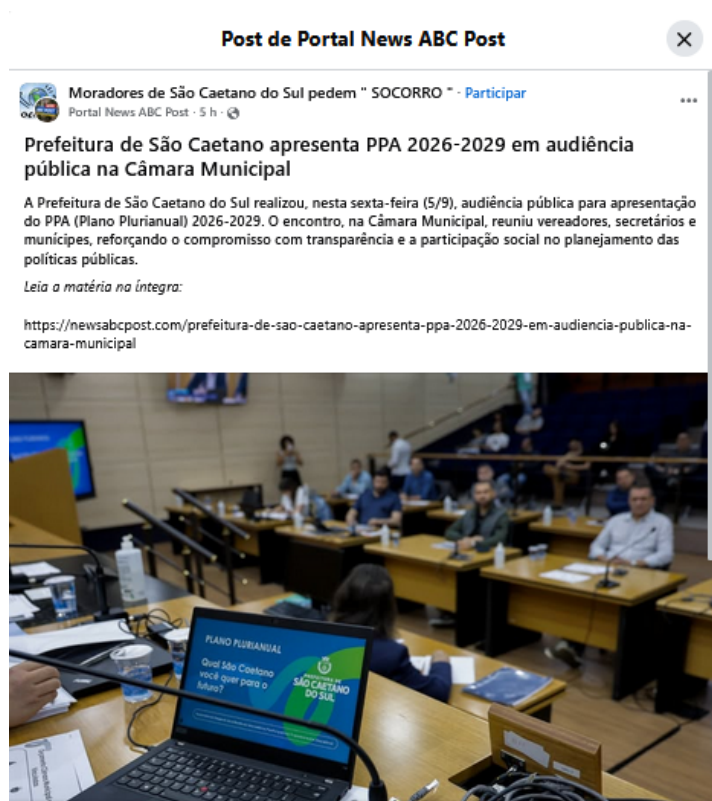 Post de Portal News ABC Post
Moradores de São Caetano do Sul pedem " SOCORRO " · Participar
Portal News ABC Post · 5 h ·
Prefeitura de São Caetano apresenta PPA 2026-2029 em audiência
pública na Câmara Municipal
A Prefeitura de São Caetano do Sul realizou, nesta sexta-feira (5/9), audiência pública para apresentação
do PPA (Plano Plurianual) 2026-2029. O encontro, na Câmara Municipal, reuniu vereadores, secretários e
munícipes, reforçando o compromisso com transparência e a participação social no planejamento das
políticas públicas.
Leia a matéria na íntegra:
https://newsabcpost.com/prefeitura-de-sao-caetano-apresenta-ppa-2026-2029-em-audiencia-publica-na-
camara-municipal
PLANO PLURIANUAL
Qual São Caetano
você quer para o
futuro?
PREFEITURA DE
SÃO CAETANO
DO SUL